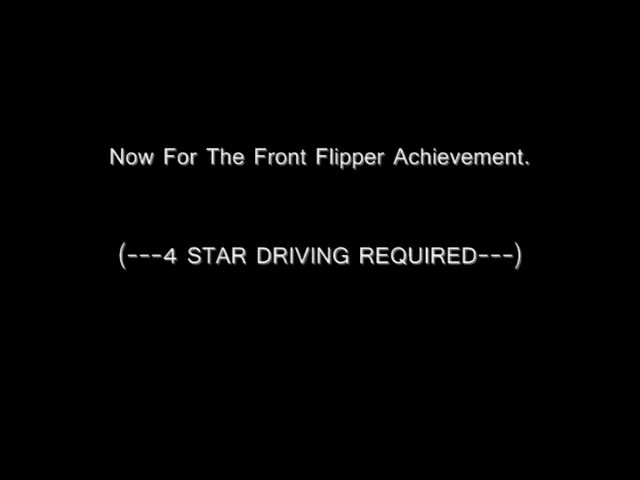 Now For The Front Flipper Achievement.
(---4 STAR DRIVING REQUIRED---)